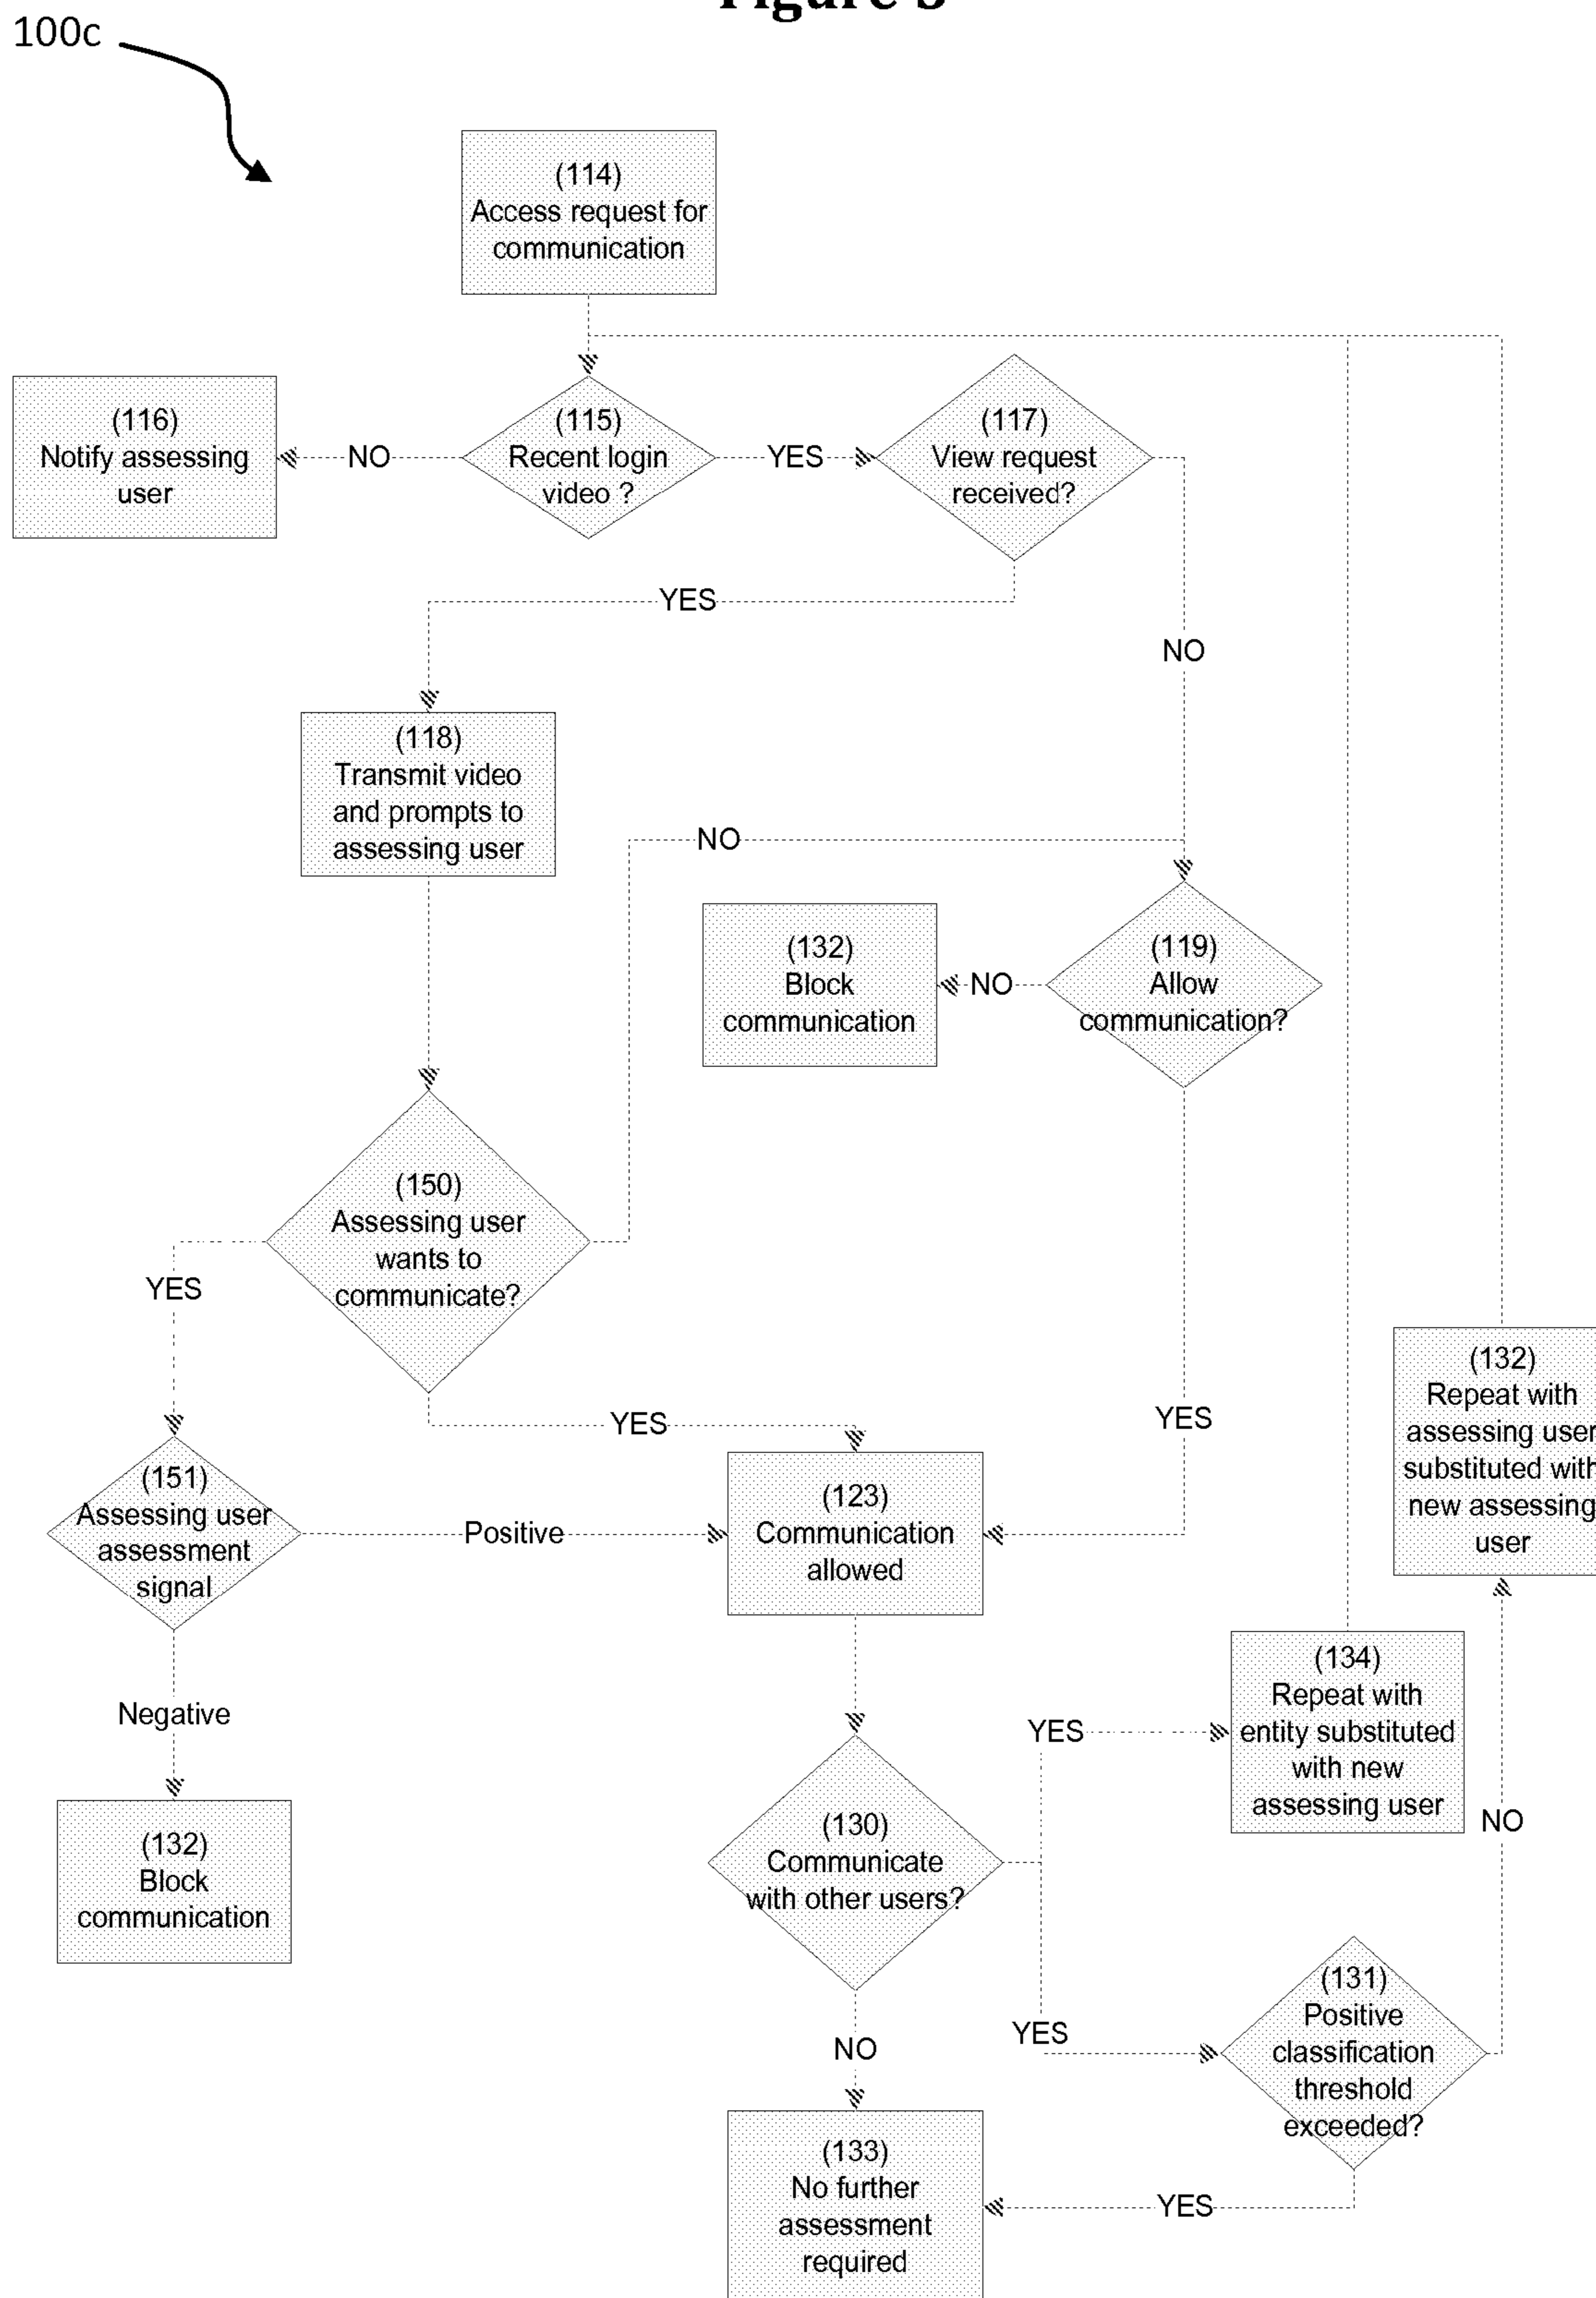 100c
(114)
Access request for
communication
(116)
Notify assessing
user
NO
(115)
Recent login
video ?
YES
(117)
View request
received?
YES
NO
(118)
Transmit video
and prompts to
assessing user
NO
(132)
Block
communication
NO
(119)
Allow
communication?
(150)
Assessing user
wants to
communicate?
YES
YES
YES
(132)
Repeat with
assessing user
substituted with
new assessing
user
(151)
Assessing user
assessment
signal
Positive
(123)
Communication
allowed
Negative
(132)
Block
communication
(134)
Repeat with
entity substituted
with new
assessing user
YES
NO
(130)
Communicate
with other users?
YES
(131)
Positive
classification
threshold
exceeded?
NO
(133)
No further
assessment
required
YES